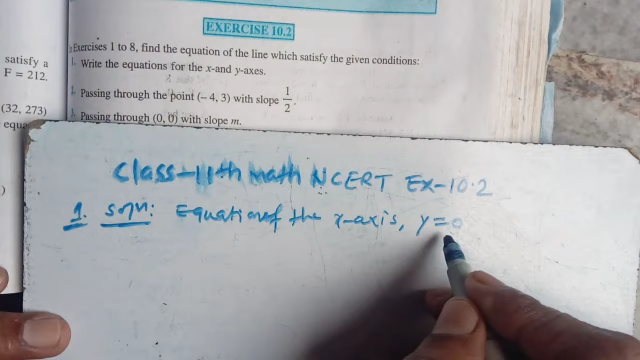 EXERCISE 10.2
Exercises 1 to 8, find the equation of the line which satisfy the given conditions:
1. Write the equations for the x-and y-axes.
2. Passing through the point (– 4, 3) with slope 1/2.
Passing through (0, 0) with slope m.
satisfy a
F = 212.
(32, 273)
Class-11th math NCERT EX-10.2
1. Soln: Equation of the x-axis, y=0